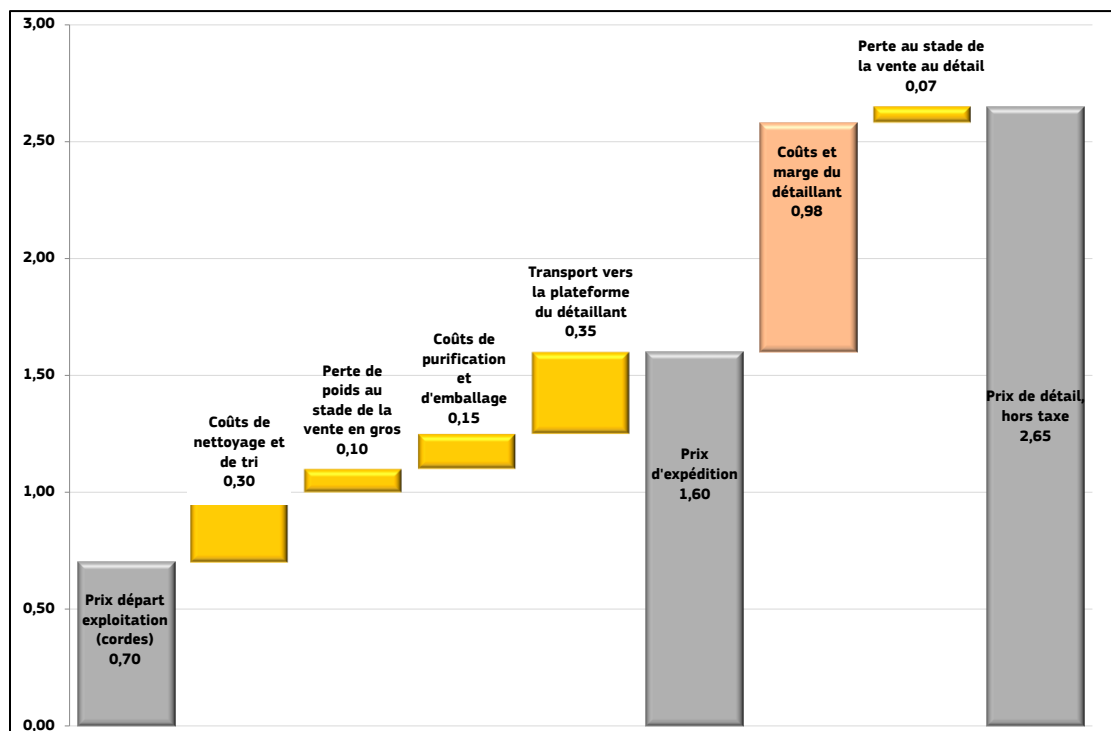 3,00
2,50
2,00
1,50
1,00
0,50
0,00
Prix départ
exploitation
(cordes)
0,70
Coûts de
nettoyage et
de tri
0,30
Perte de
poids au
stade de la
vente en gros
0,10
Coûts de
purification
et
d'emballage
0,15
Transport vers
la plateforme
du détaillant
0,35
Prix
d'expédition
1,60
Coûts et
marge du
détaillant
0,98
Perte au stade de
la vente au détail
0,07
Prix de détail,
hors taxe
2,65